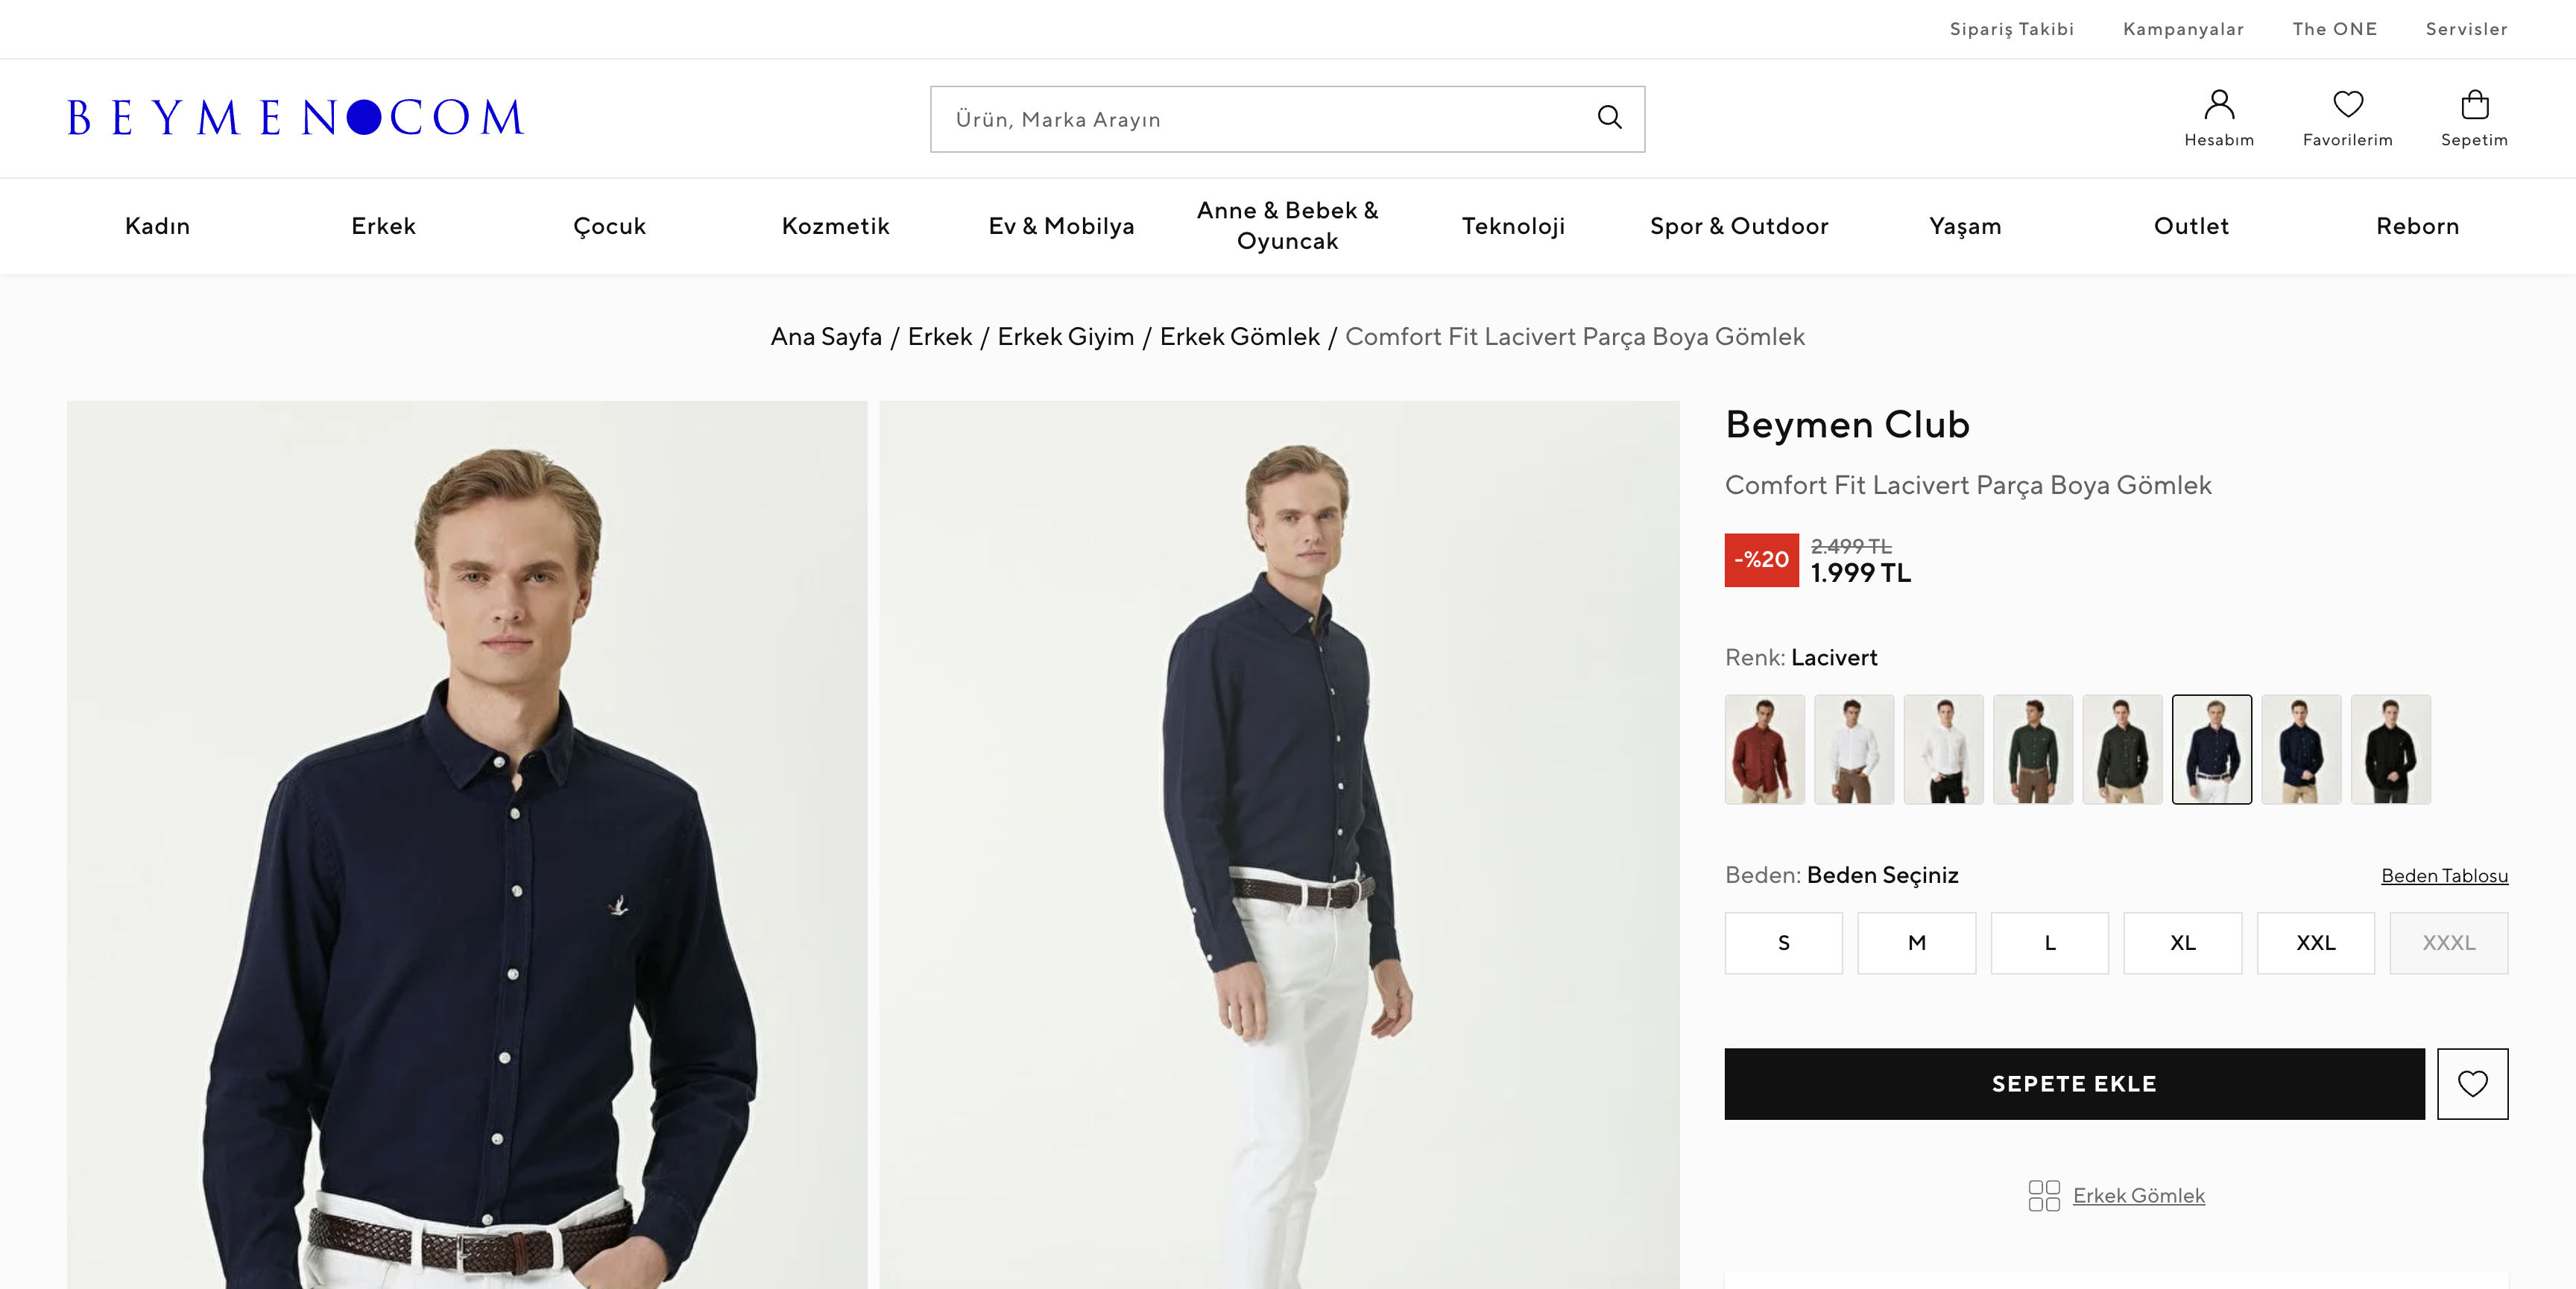 Sipariş Takibi Kampanyalar The ONE Servisler
BEYMEN COM
Ürün, Marka Arayın
Hesabım Favorilerim Sepetim
Kadın Erkek Çocuk Kozmetik Ev & Mobilya Anne & Bebek & Oyuncak Teknoloji Spor & Outdoor Yaşam Outlet Reborn
Ana Sayfa / Erkek / Erkek Giyim / Erkek Gömlek / Comfort Fit Lacivert Parça Boya Gömlek
Beymen Club
Comfort Fit Lacivert Parça Boya Gömlek
-%20
2.499 TL
1.999 TL
Renk: Lacivert
Beden: Beden Seçiniz Beden Tablosu
S M L XL XXL XXXL
SEPETE EKLE
Erkek Gömlek